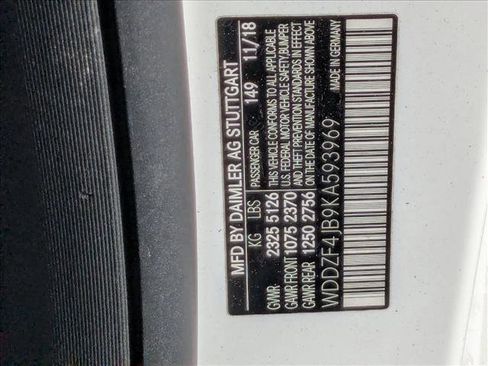 MFD BY DAIMLER AG STUTTGART
KG LBS PASSENGER CAR 149 11/18
GVWR 2325 5126 THIS VEHICLE CONFORMS TO ALL APPLICABLE
GAWR FRONT 1075 2370 U.S. FEDERAL MOTOR VEHICLE SAFETY,BUMPER
GAWR REAR 1250 2756 AND THEFT PREVENTION STANDARDS IN EFFECT
ON THE DATE OF MANUFACTURE SHOWN ABOVE
WDDZF4JB9KA593969 MADE IN GERMANY